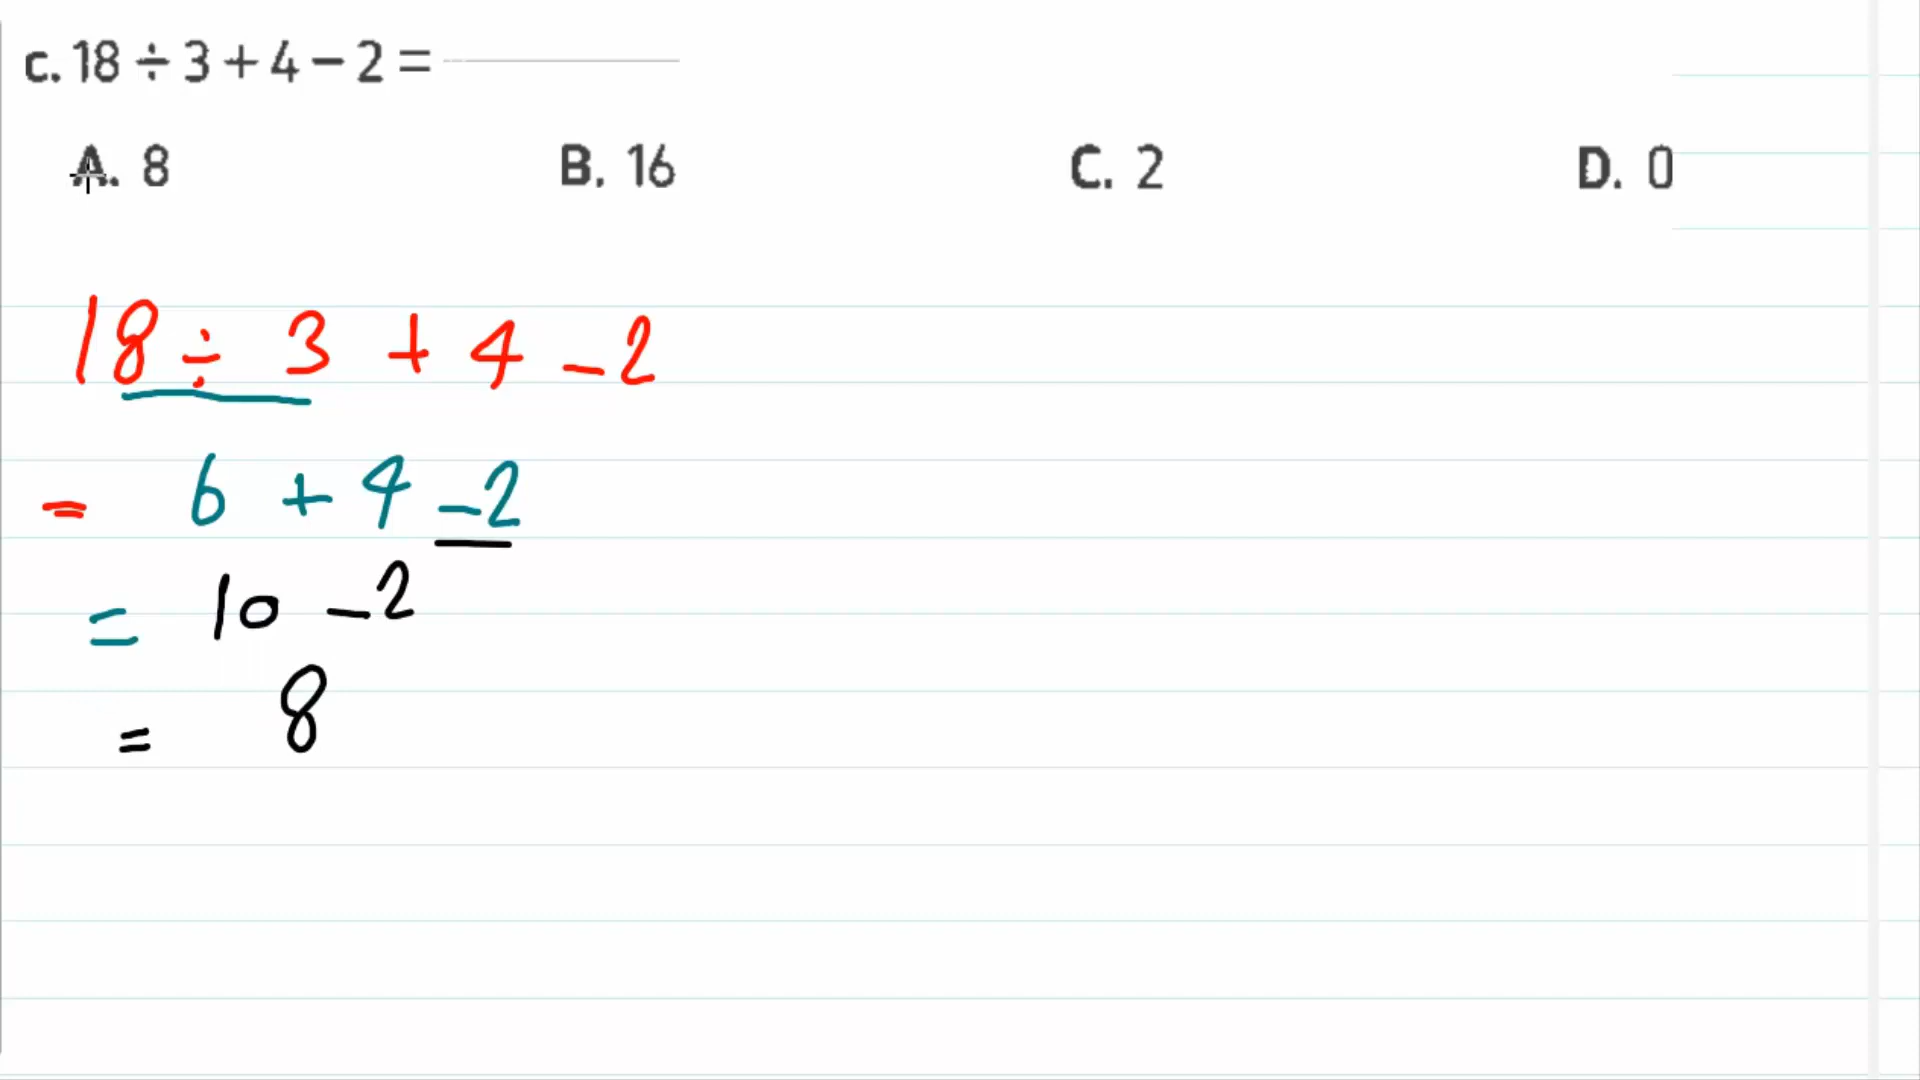 c. 18 ÷ 3 + 4 − 2 =
A. 8 B. 16 C. 2 D. 0
18 ÷ 3 + 4 - 2
= 6 + 4 - 2
= 10 - 2
= 8